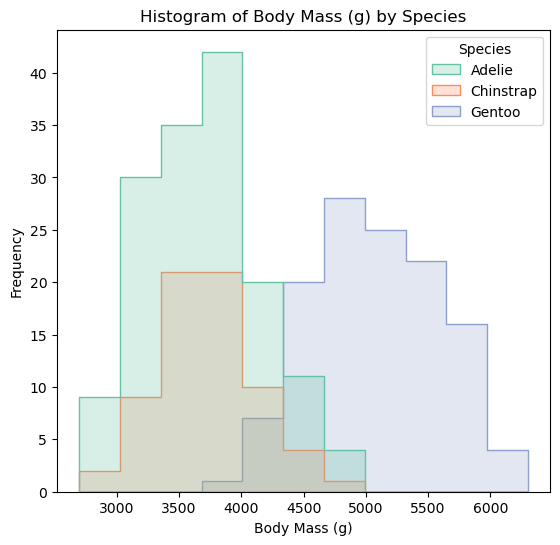 Histogram of Body Mass (g) by Species
Species
Adelie
Chinstrap
Gentoo
Frequency
40
35
30
25
20
15
10
5
0
3000 3500 4000 4500 5000 5500 6000
Body Mass (g)